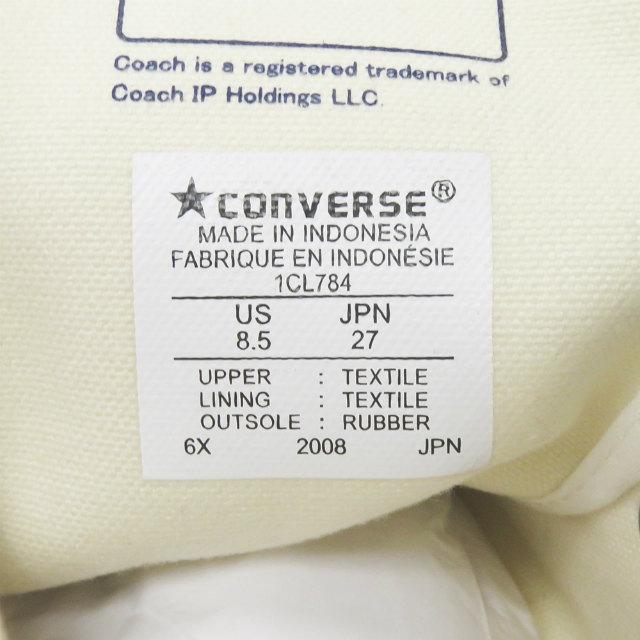 Coach is a registered trademark of
Coach IP Holdings LLC.
★CONVERSE®
MADE IN INDONESIA
FABRIQUE EN INDONÉSIE
1CL784
US JPN
8.5 27
UPPER : TEXTILE
LINING : TEXTILE
OUTSOLE : RUBBER
6X 2008 JPN